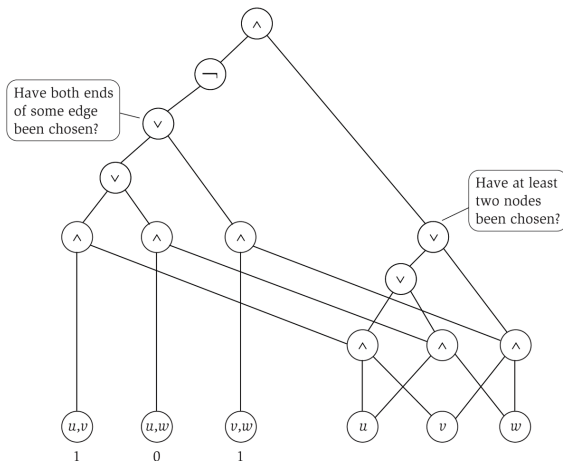 ∧
¬
Have both ends
of some edge
been chosen?
∨
∨
Have at least
two nodes
been chosen?
∧
∧
∧
∨
∨
∧
∧
∧
u,v
u,w
v,w
u
v
w
1
0
1